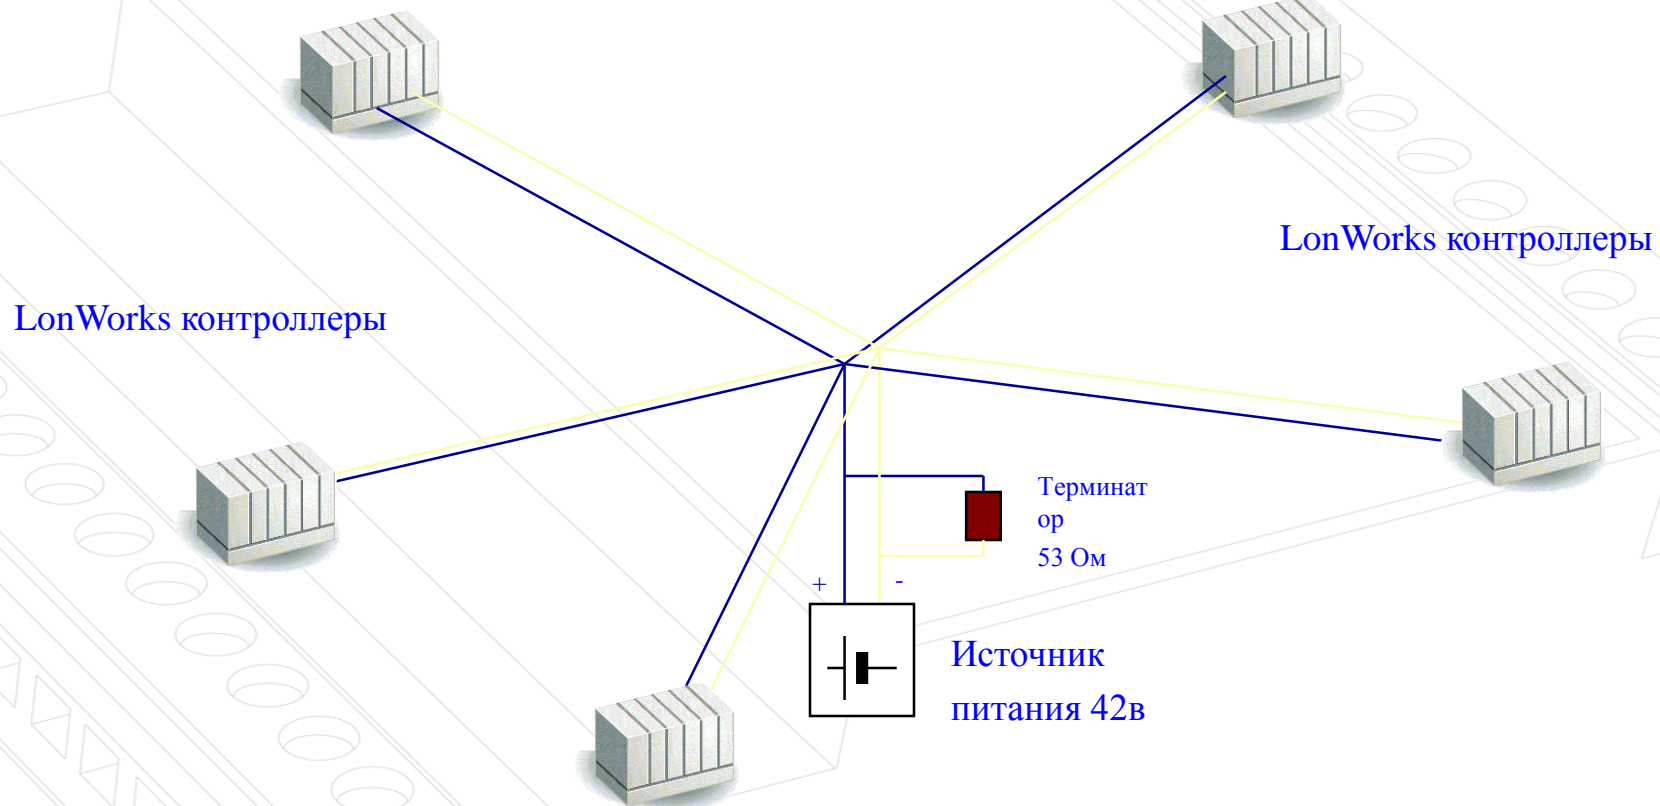 LonWorks контроллеры
LonWorks контроллеры
Терминат
ор
53 Ом
+ -
Источник
питания 42в